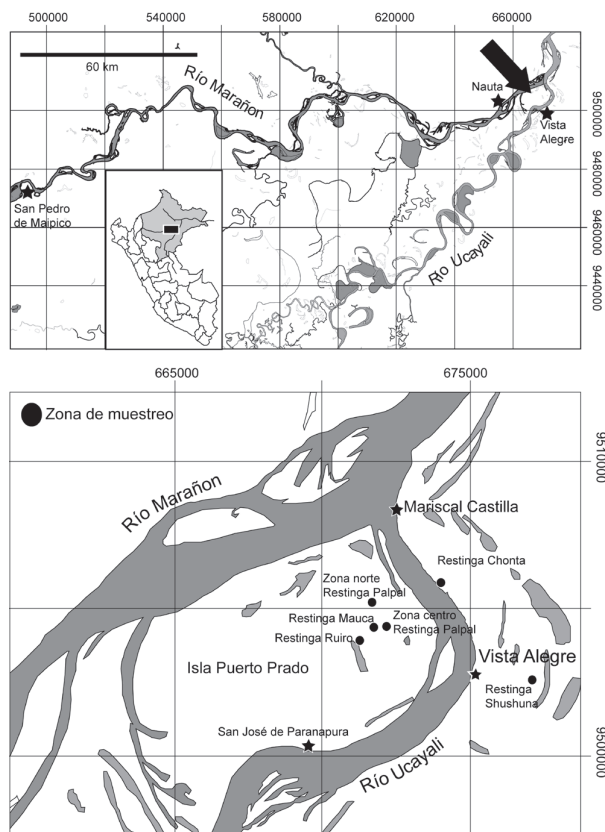 500000
540000
580000
620000
660000
60 km
Río Marañon
Nauta
Vista
Alegre
San Pedro
de Maipico
Río Ucayali
9500000
9480000
9460000
9440000
665000
675000
Zona de muestreo
9510000
Río Marañon
Mariscal Castilla
Restinga Chonta
Zona norte
Restinga Palpal
Restinga Mauca
Zona centro
Restinga Palpal
Restinga Ruiro
Isla Puerto Prado
Vista Alegre
Restinga
Shushuna
San José de Paranapura
Río Ucayali
9500000